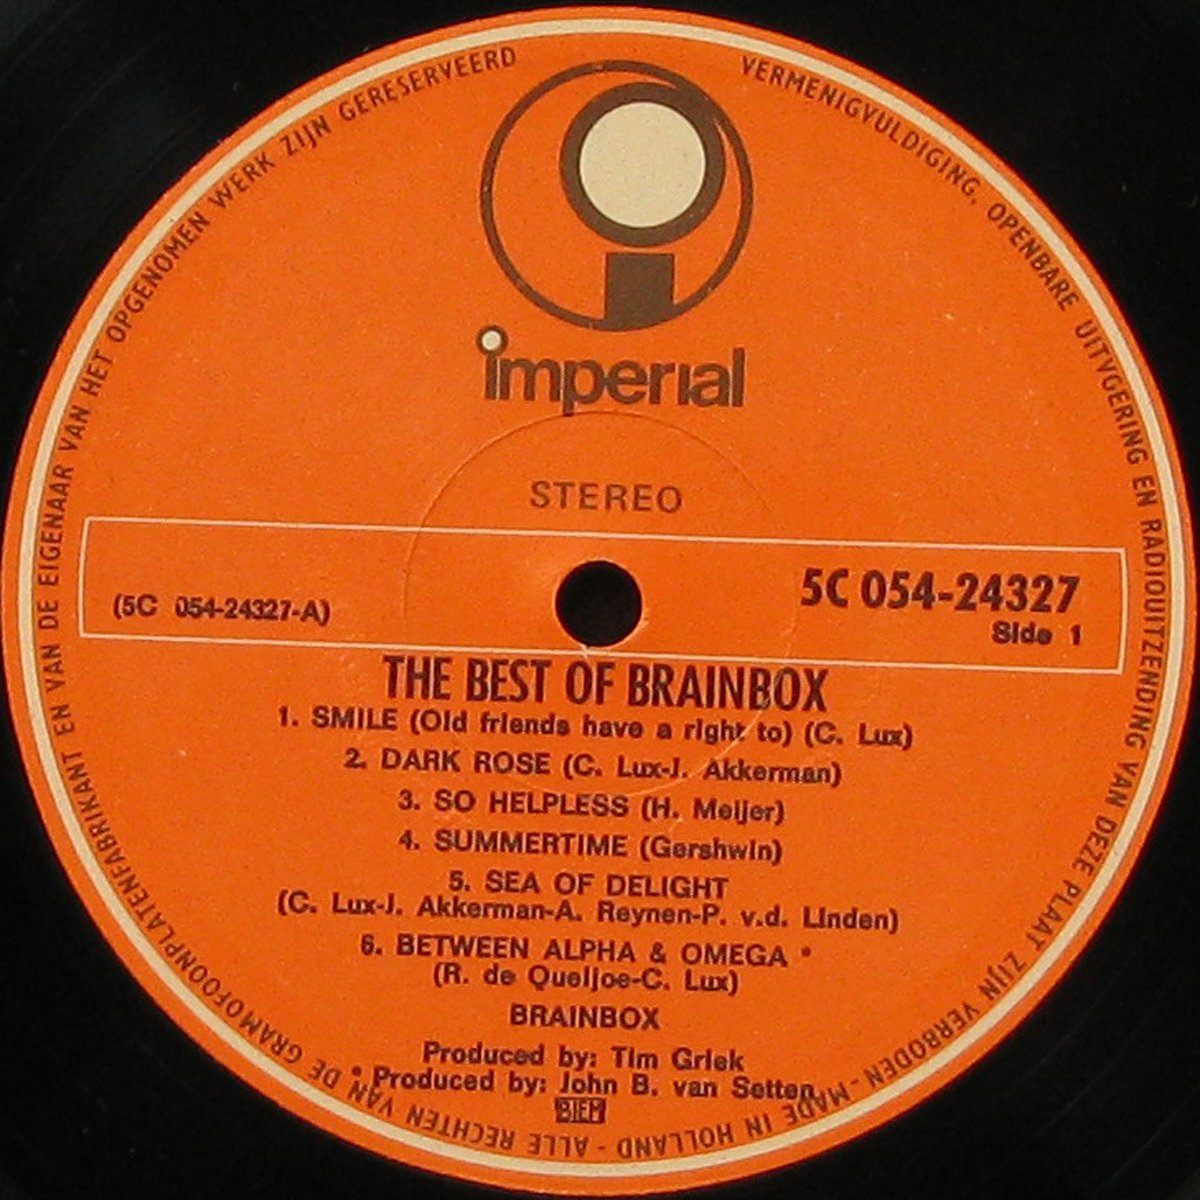 VERMENIGVULDIGING, OPENBARE UITVGERING EN RADIOUITZENDING VAN DEZE PLAAT ZIJN VERBODEN - MADE IN HOLLAND - ALLE RECHTEN VAN DE GRAMOFOONPLATENFABRIKANT EN VAN DE EIGENAAR VAN HET OPGENOMEN WERK ZIJN GERESERVEERD
imperial
STEREO
(5C 054-24327-A)
5C 054-24327
Side 1
THE BEST OF BRAINBOX
1. SMILE (Old friends have a right to) (C. Lux)
2. DARK ROSE (C. Lux-J. Akkerman)
3. SO HELPLESS (H. Meijer)
4. SUMMERTIME (Gershwin)
5. SEA OF DELIGHT
(C. Lux-J. Akkerman-A. Reynen-P. v.d. Linden)
6. BETWEEN ALPHA & OMEGA *
(R. de Queljoe-C. Lux)
BRAINBOX
Produced by: Tim Griek
* Produced by: John B. van Setten
BIEM